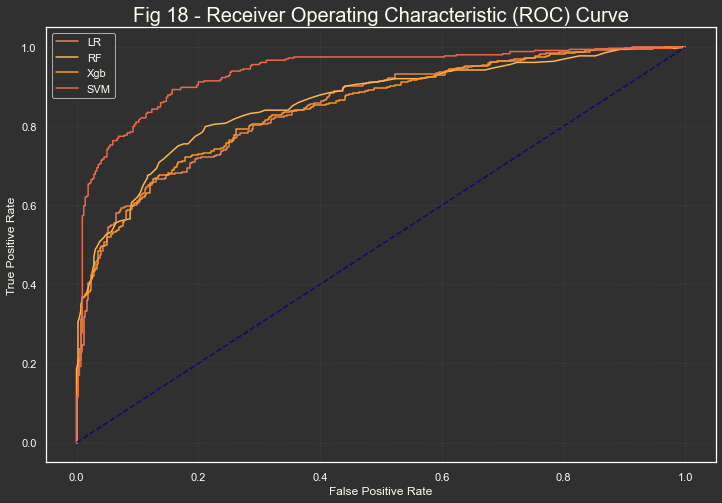 Fig 18 - Receiver Operating Characteristic (ROC) Curve
LR
RF
Xgb
SVM
True Positive Rate
1.0
0.8
0.6
0.4
0.2
0.0
0.0 0.2 0.4 0.6 0.8 1.0
False Positive Rate